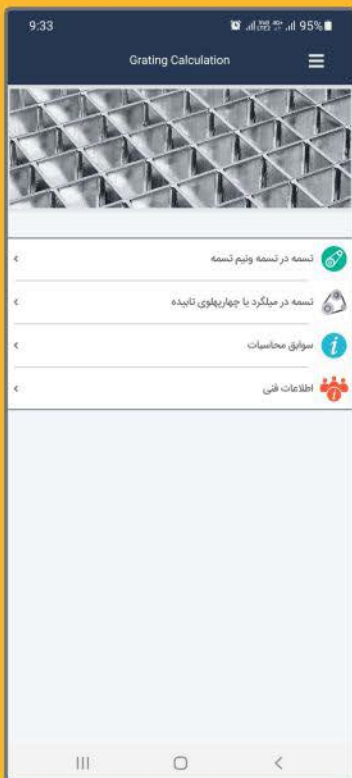 9:33
95%
Grating Calculation
تسمه در تسمه ونیم تسمه
تسمه در میلگرد یا چهارپهلوی تابیده
سوابق محاسبات
اطلاعات فنی